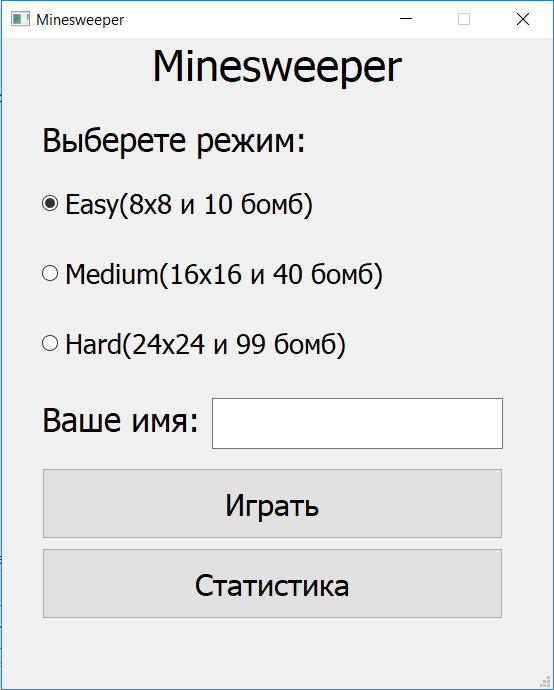 Minesweeper
Minesweeper
Выберете режим:
Easy(8x8 и 10 бомб)
Medium(16x16 и 40 бомб)
Hard(24x24 и 99 бомб)
Ваше имя:
Играть
Статистика